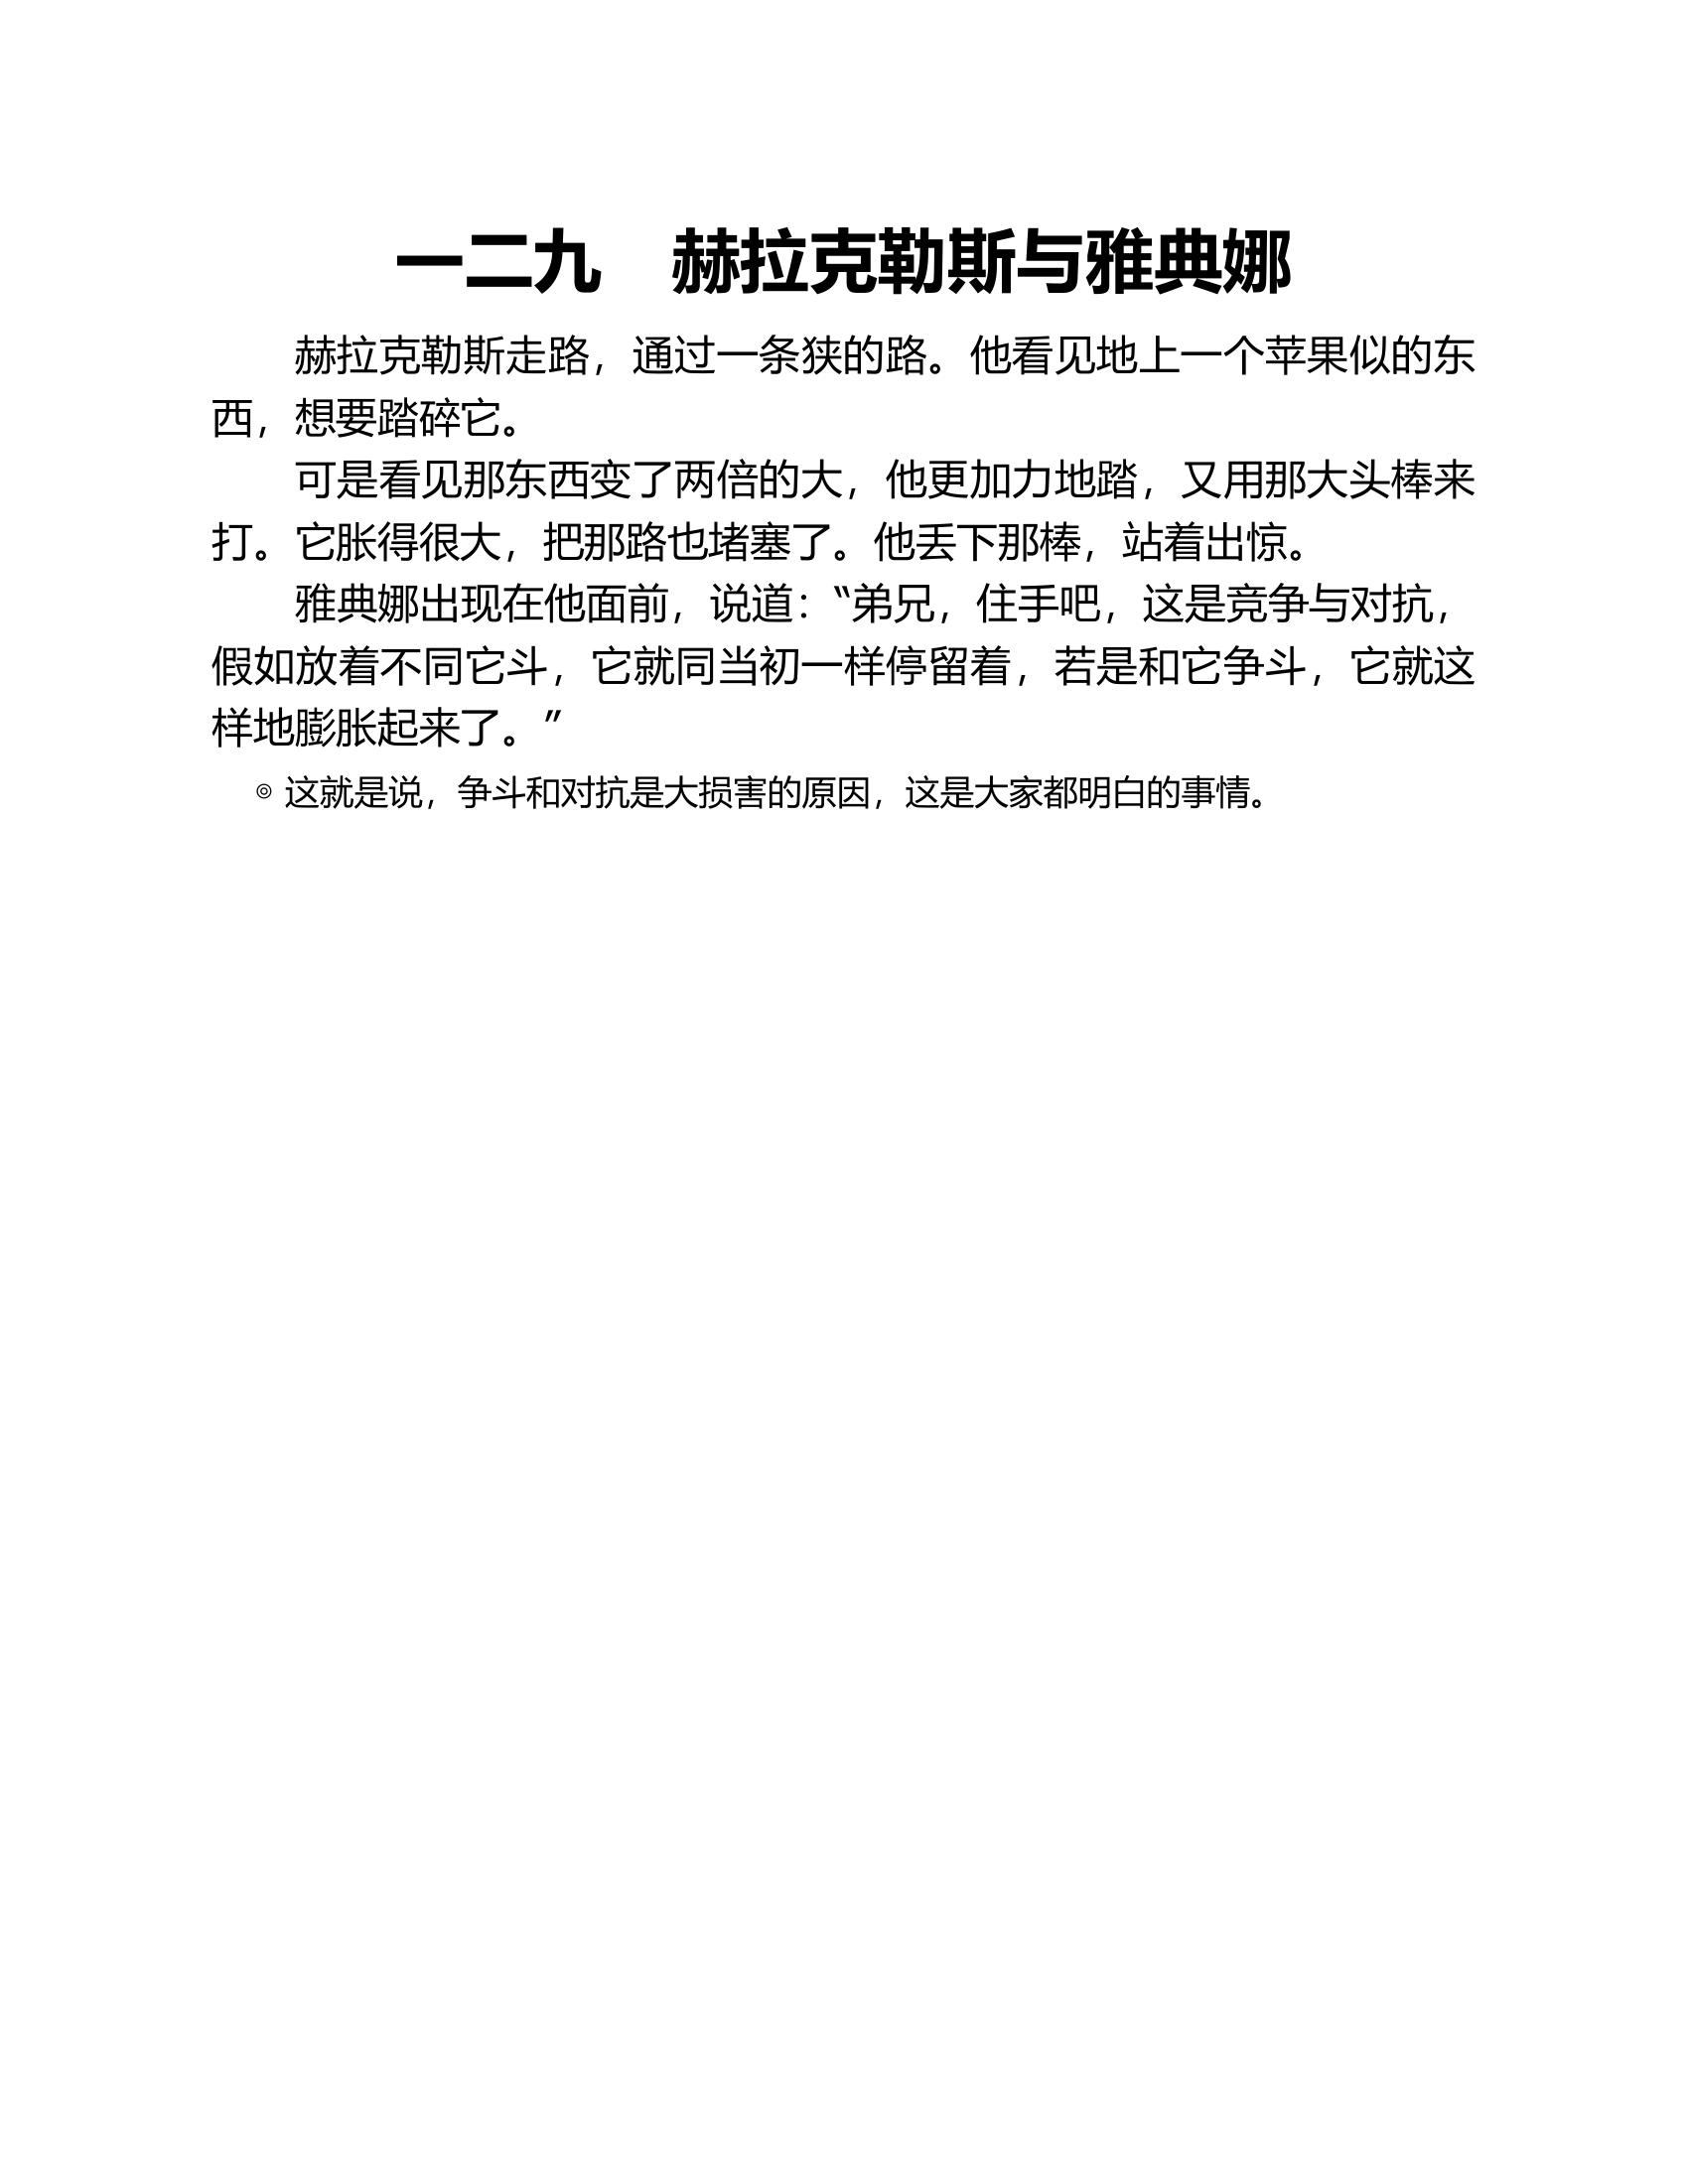 一二九　赫拉克勒斯与雅典娜
赫拉克勒斯走路，通过一条狭的路。他看见地上一个苹果似的东
西，想要踏碎它。
可是看见那东西变了两倍的大，他更加力地踏，又用那大头棒来
打。它胀得很大，把那路也堵塞了。他丢下那棒，站着出惊。
雅典娜出现在他面前，说道：“弟兄，住手吧，这是竞争与对抗，
假如放着不同它斗，它就同当初一样停留着，若是和它争斗，它就这
样地膨胀起来了。”
◎ 这就是说，争斗和对抗是大损害的原因，这是大家都明白的事情。